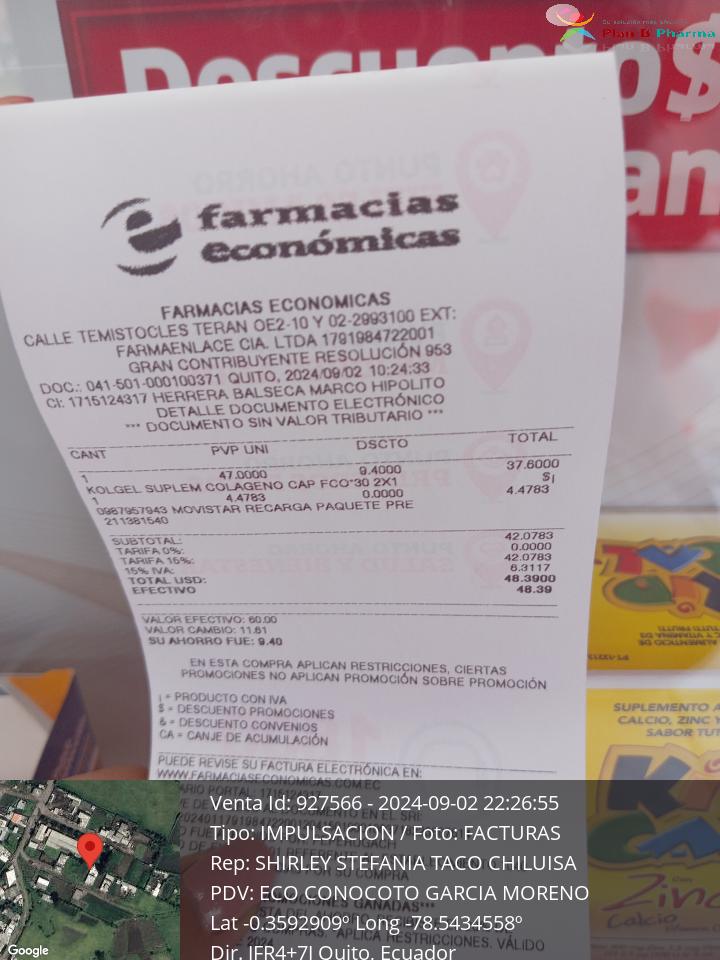 Plan B Pharma
Descuento$
an
farmacias
económicas
FARMACIAS ECONOMICAS
CALLE TEMISTOCLES TERAN OE2-10 Y 02-2993100 EXT:
FARMAENLACE CIA. LTDA 1791984722001
GRAN CONTRIBUYENTE RESOLUCIÓN 953
DOC.: 041-501-000100371 QUITO, 2024/09/02 10:24:33
CI: 1715124317 HERRERA BALSECA MARCO HIPOLITO
DETALLE DOCUMENTO ELECTRÓNICO
*** DOCUMENTO SIN VALOR TRIBUTARIO ***
CANT PVP UNI DSCTO TOTAL
1 47.0000 9.4000 37.6000
KOLGEL SUPLEM COLAGENO CAP FCO*30 2X1 $¡
1 4.4783 0.0000 4.4783
0987957943 MOVISTAR RECARGA PAQUETE PRE
211381540
SUBTOTAL: 42.0783
TARIFA 0%: 0.0000
TARIFA 15%: 42.0783
15% IVA: 6.3117
TOTAL USD: 48.3900
EFECTIVO 48.39
VALOR EFECTIVO: 60.00
VALOR CAMBIO: 11.61
SU AHORRO FUE: 9.40
EN ESTA COMPRA APLICAN RESTRICCIONES, CIERTAS
PROMOCIONES NO APLICAN PROMOCIÓN SOBRE PROMOCIÓN
¡ = PRODUCTO CON IVA
$ = DESCUENTO PROMOCIONES
& = DESCUENTO CONVENIOS
CA = CANJE DE ACUMULACIÓN
PUEDE REVISE SU FACTURA ELECTRÓNICA EN:
WWW.FARMACIASECONOMICAS.COM.EC
SUPLEMENTO A
CALCIO, ZINC Y
SABOR TUT
Zinc
Calcio
Venta Id: 927566 - 2024-09-02 22:26:55
Tipo: IMPULSACION / Foto: FACTURAS
Rep: SHIRLEY STEFANIA TACO CHILUISA
PDV: ECO CONOCOTO GARCIA MORENO
Lat -0.3592909º Long -78.5434558º
Dir. JFR4+7J Quito, Ecuador
Google